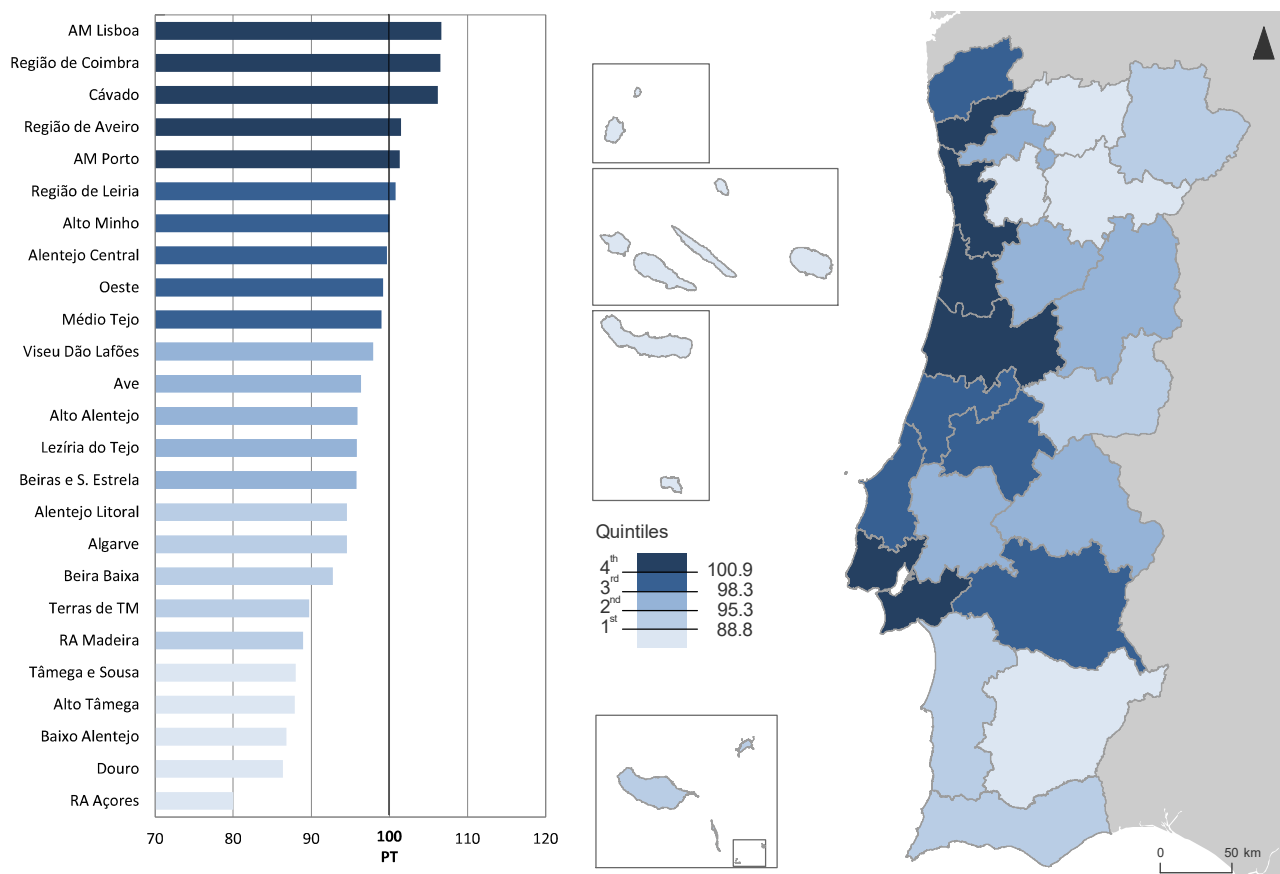 AM Lisboa
Região de Coimbra
Cávado
Região de Aveiro
AM Porto
Região de Leiria
Alto Minho
Alentejo Central
Oeste
Médio Tejo
Viseu Dão Lafões
Ave
Alto Alentejo
Lezíria do Tejo
Beiras e S. Estrela
Alentejo Litoral
Algarve
Beira Baixa
Terras de TM
RA Madeira
Tâmega e Sousa
Alto Tâmega
Baixo Alentejo
Douro
RA Açores
70 80 90 100 110 120
PT
Quintiles
4th 100.9
3rd 98.3
2nd 95.3
1st 88.8
0 50 km